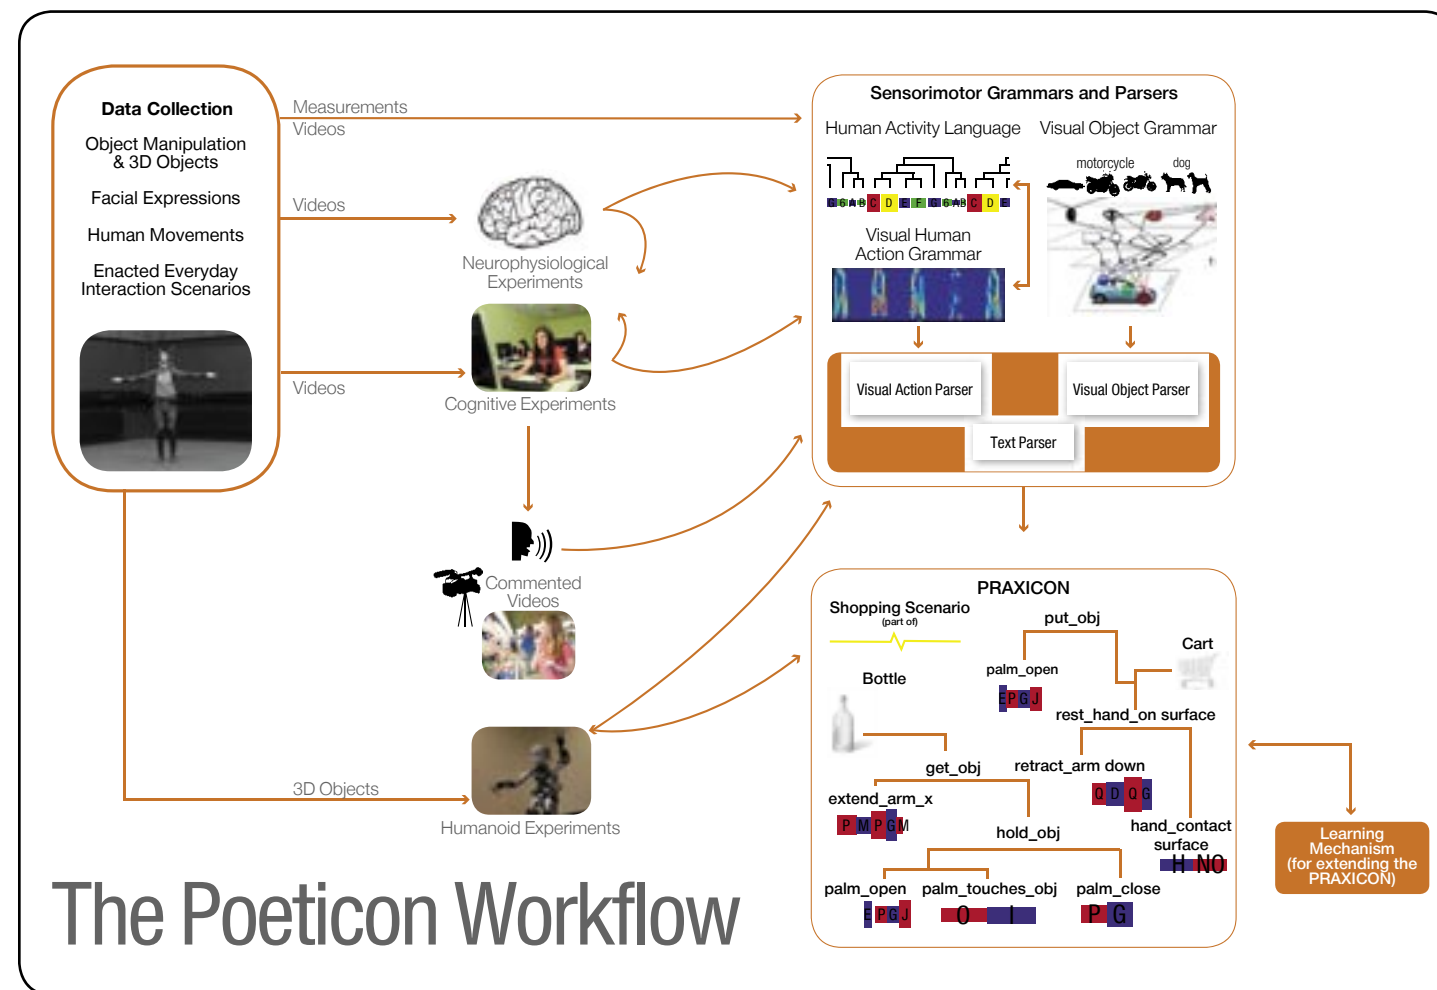 Data Collection
Object Manipulation
& 3D Objects
Facial Expressions
Human Movements
Enacted Everyday
Interaction Scenarios
Measurements
Videos
Videos
Videos
3D Objects
Neurophysiological
Experiments
Cognitive Experiments
Commented
Videos
Humanoid Experiments
Sensorimotor Grammars and Parsers
Human Activity Language
Visual Object Grammar
motorcycle
dog
G 6 A B C D E F G 6 A B C D E
Visual Human
Action Grammar
Visual Action Parser
Visual Object Parser
Text Parser
PRAXICON
Shopping Scenario
(part of)
put_obj
Cart
palm_open
E P G J
Bottle
rest_hand_on surface
get_obj
retract_arm down
Q D Q G
extend_arm_x
P M P G M
hold_obj
hand_contact
surface
H NO
palm_open
E P G J
palm_touches_obj
O I
palm_close
P G
Learning
Mechanism
(for extending the
PRAXICON)
The Poeticon Workflow